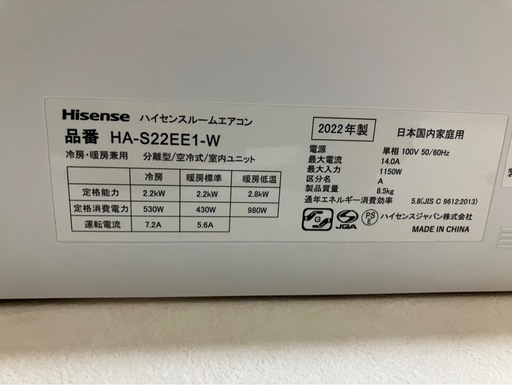 Hisense ハイセンスルームエアコン
品番 HA-S22EE1-W
冷房・暖房兼用 分離型/空冷式/室内ユニット
冷房 暖房標準 暖房低温
定格能力 2.2kW 2.2kW 2.8kW
定格消費電力 530W 430W 980W
運転電流 7.2A 5.6A
2022年製 日本国内家庭用
電源 単相 100V 50/60Hz
最大電流 14.0A
最大入力 1150W
区分名 A
製品質量 8.5kg
通年エネルギー消費効率 5.8(JIS C 9612:2013)
G JQA PS E ハイセンスジャパン株式会社
MADE IN CHINA